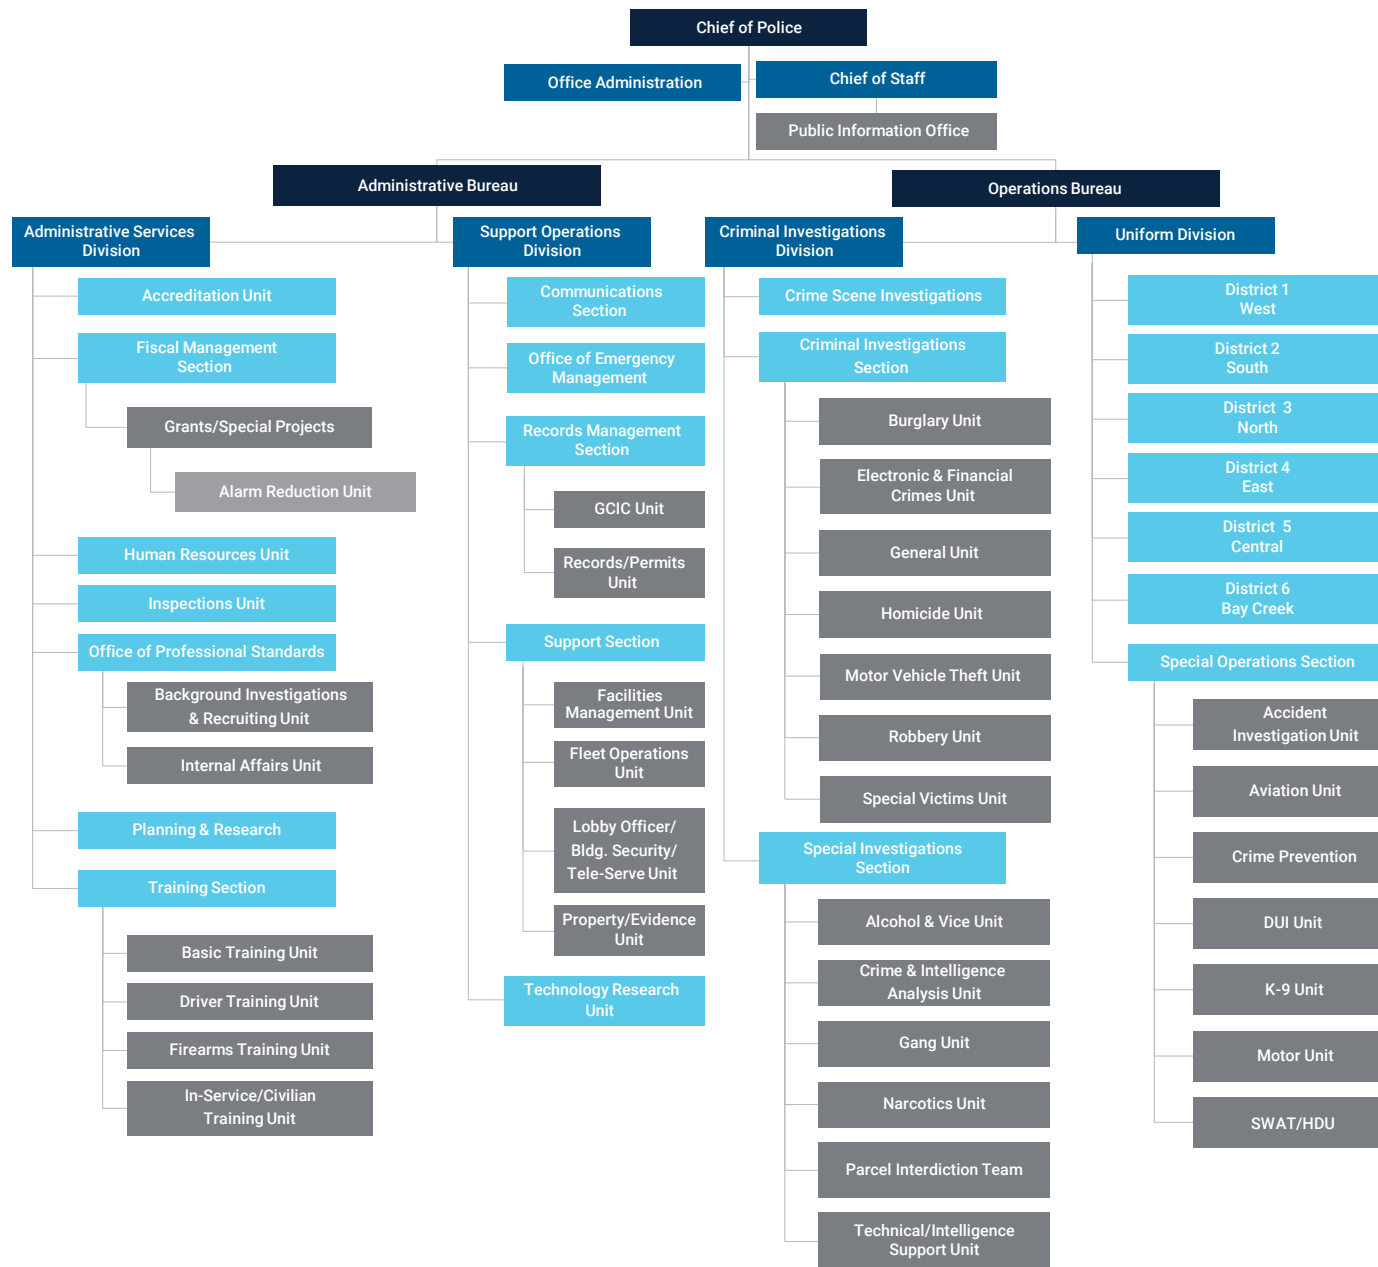 Chief of Police
Office Administration
Chief of Staff
Public Information Office
Administrative Bureau
Operations Bureau
Administrative Services
Division
Accreditation Unit
Fiscal Management
Section
Grants/Special Projects
Alarm Reduction Unit
Human Resources Unit
Inspections Unit
Office of Professional Standards
Background Investigations
& Recruiting Unit
Internal Affairs Unit
Planning & Research
Training Section
Basic Training Unit
Driver Training Unit
Firearms Training Unit
In-Service/Civilian
Training Unit
Support Operations
Division
Communications
Section
Office of Emergency
Management
Records Management
Section
GCIC Unit
Records/Permits
Unit
Support Section
Facilities
Management Unit
Fleet Operations
Unit
Lobby Officer/
Bldg. Security/
Tele-Serve Unit
Property/Evidence
Unit
Technology Research
Unit
Criminal Investigations
Division
Crime Scene Investigations
Criminal Investigations
Section
Burglary Unit
Electronic & Financial
Crimes Unit
General Unit
Homicide Unit
Motor Vehicle Theft Unit
Robbery Unit
Special Victims Unit
Special Investigations
Section
Alcohol & Vice Unit
Crime & Intelligence
Analysis Unit
Gang Unit
Narcotics Unit
Parcel Interdiction Team
Technical/Intelligence
Support Unit
Uniform Division
District 1
West
District 2
South
District 3
North
District 4
East
District 5
Central
District 6
Bay Creek
Special Operations Section
Accident
Investigation Unit
Aviation Unit
Crime Prevention
DUI Unit
K-9 Unit
Motor Unit
SWAT/HDU